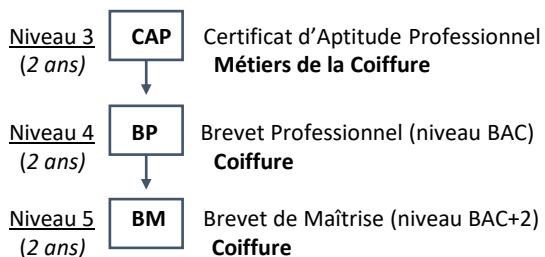 Niveau 3 CAP Certificat d’Aptitude Professionnel
(2 ans) Métiers de la Coiffure
Niveau 4 BP Brevet Professionnel (niveau BAC)
(2 ans) Coiffure
Niveau 5 BM Brevet de Maîtrise (niveau BAC+2)
(2 ans) Coiffure